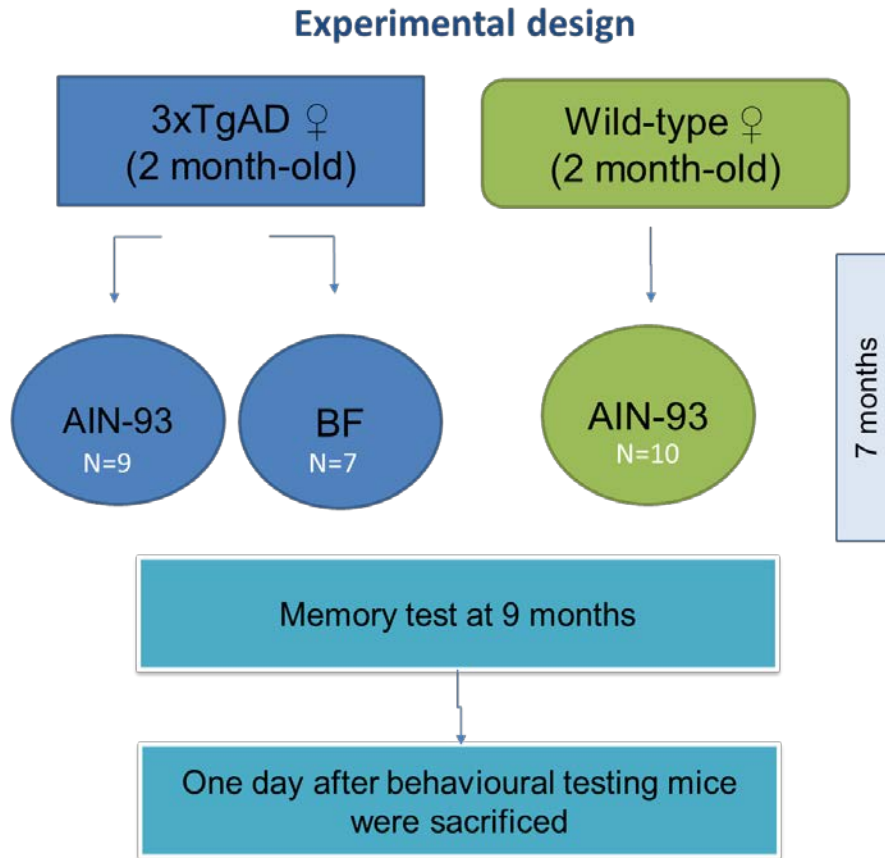 Experimental design
3xTgAD ♀
(2 month-old)
Wild-type ♀
(2 month-old)
AIN-93
N=9
BF
N=7
AIN-93
N=10
7 months
Memory test at 9 months
One day after behavioural testing mice
were sacrificed